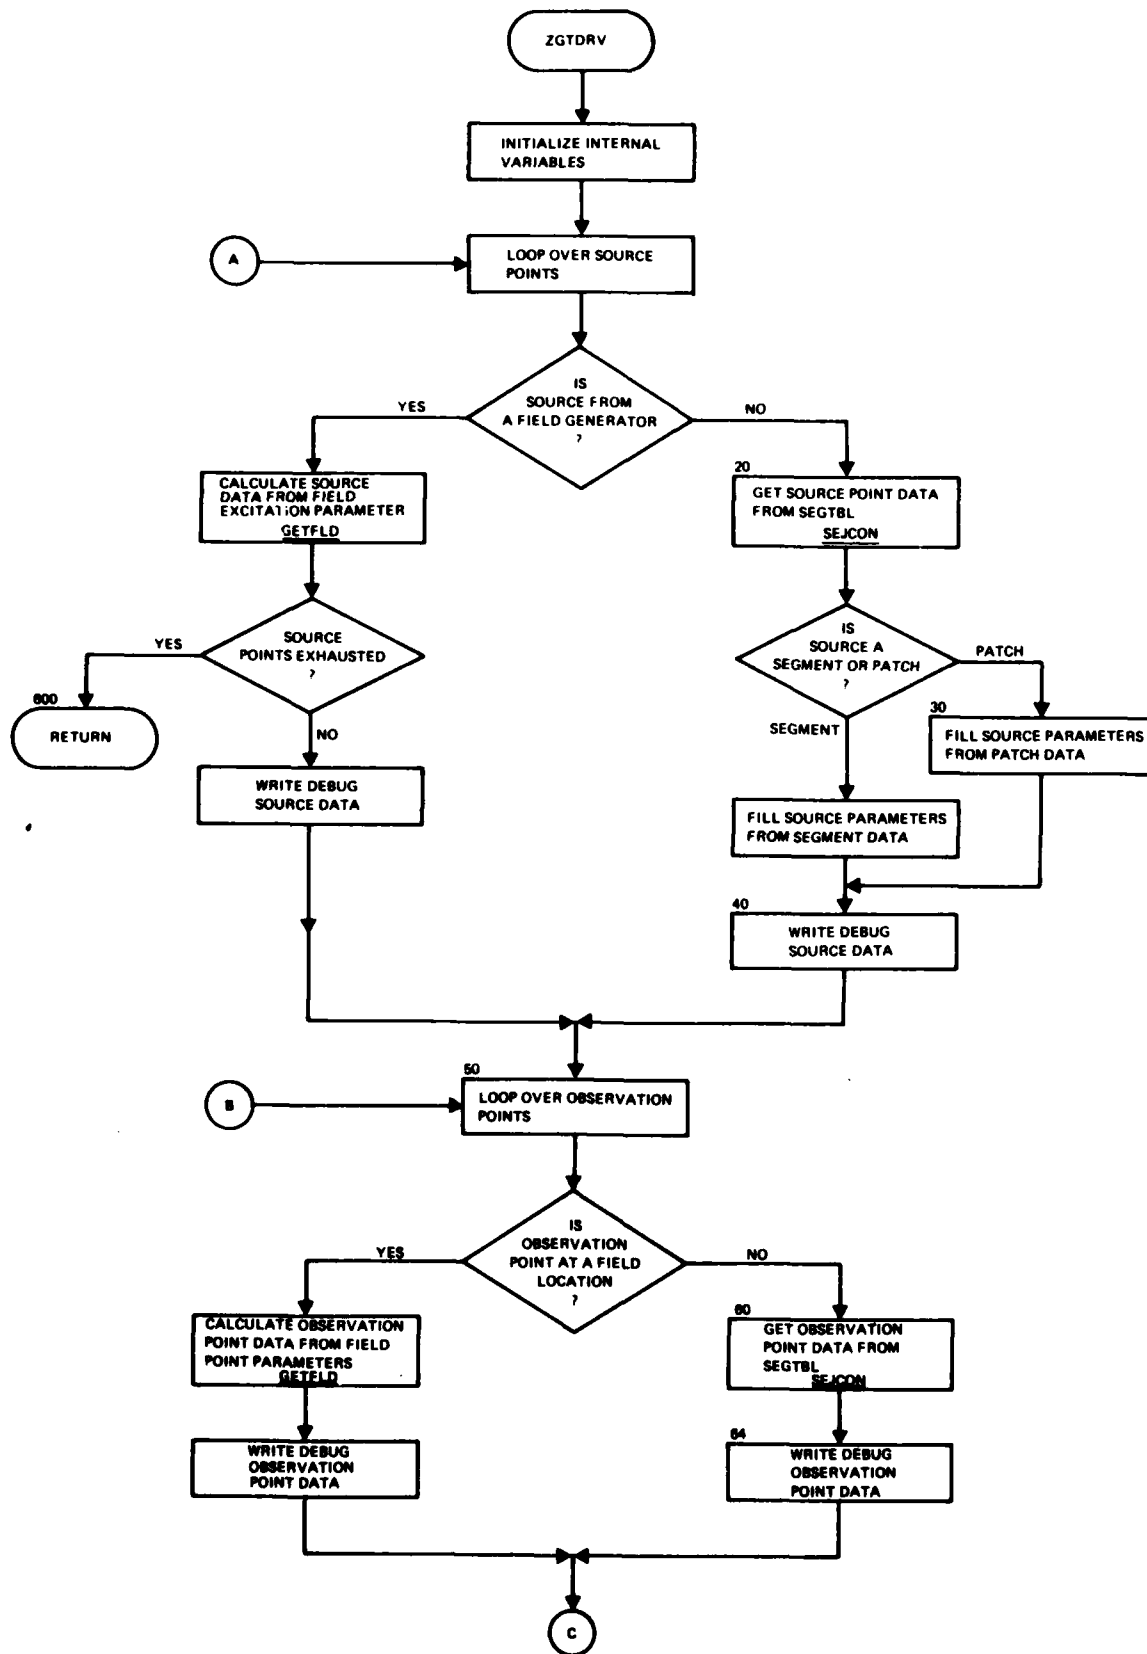 ZGTDRV
INITIALIZE INTERNAL
VARIABLES
A
LOOP OVER SOURCE
POINTS
IS
SOURCE FROM
A FIELD GENERATOR
?
YES
NO
CALCULATE SOURCE
DATA FROM FIELD
EXCITATION PARAMETER
GETFLD
20
GET SOURCE POINT DATA
FROM SEGTBL
SEJCON
SOURCE
POINTS EXHAUSTED
?
YES
NO
600
RETURN
IS
SOURCE A
SEGMENT OR PATCH
?
PATCH
SEGMENT
30
FILL SOURCE PARAMETERS
FROM PATCH DATA
WRITE DEBUG
SOURCE DATA
FILL SOURCE PARAMETERS
FROM SEGMENT DATA
40
WRITE DEBUG
SOURCE DATA
50
B
LOOP OVER OBSERVATION
POINTS
IS
OBSERVATION
POINT AT A FIELD
LOCATION
?
YES
NO
CALCULATE OBSERVATION
POINT DATA FROM FIELD
POINT PARAMETERS
GETFLD
60
GET OBSERVATION
POINT DATA FROM
SEGTBL
SEJCON
WRITE DEBUG
OBSERVATION
POINT DATA
64
WRITE DEBUG
OBSERVATION
POINT DATA
C